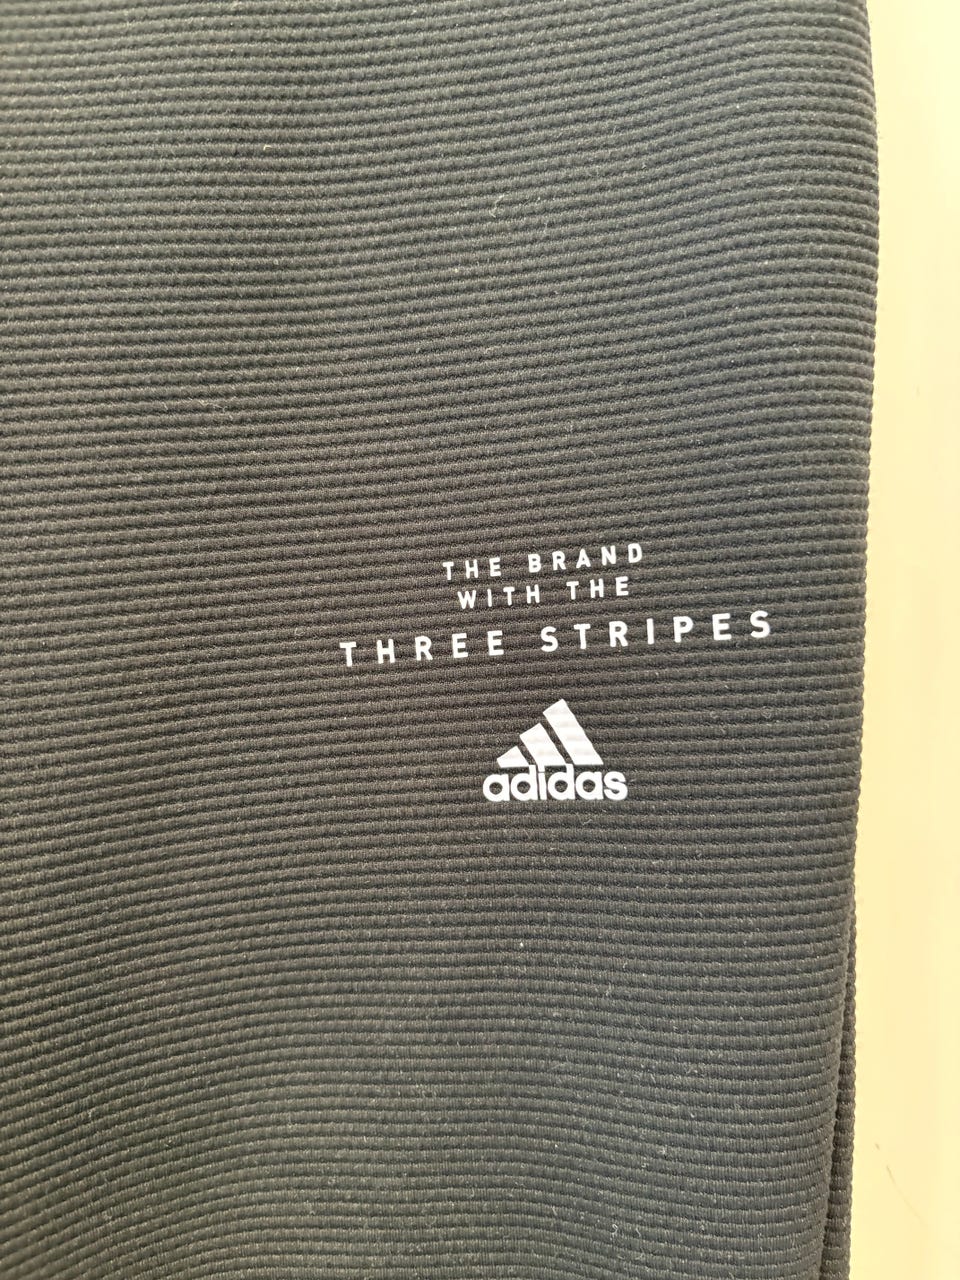 THE BRAND
WITH THE
THREE STRIPES
adidas